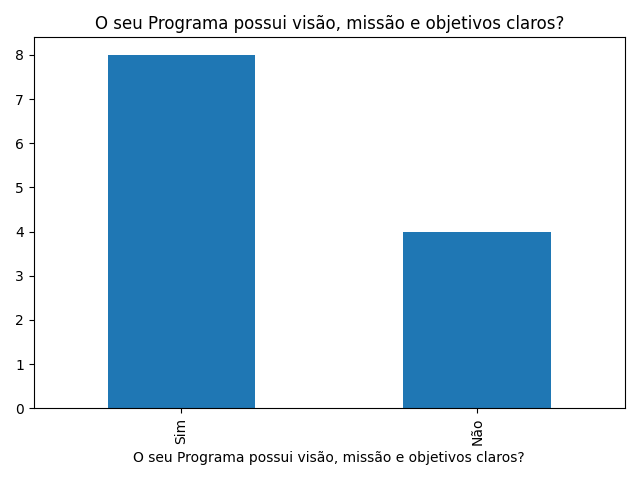 O seu Programa possui visão, missão e objetivos claros?
8
7
6
5
4
3
2
1
0
Sim
Não
O seu Programa possui visão, missão e objetivos claros?